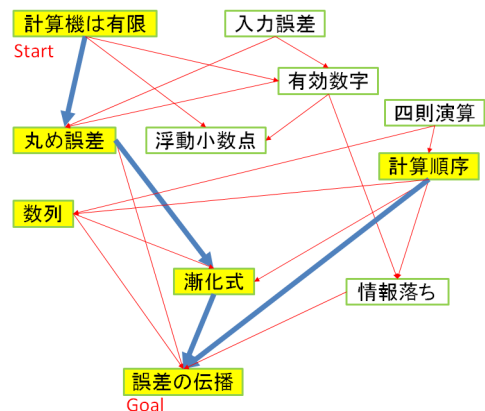 計算機は有限
入力誤差
Start
有効数字
四則演算
丸め誤差
浮動小数点
計算順序
数列
漸化式
情報落ち
誤差の伝播
Goal